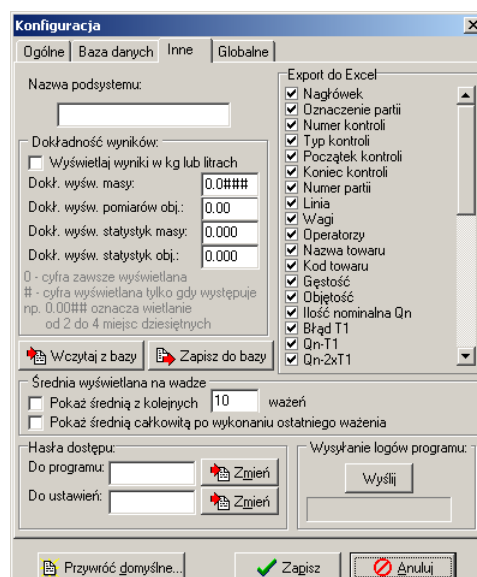 Konfiguracja
Ogólne Baza danych Inne Globalne
Nazwa podsystemu:
Dokładność wyników:
Wyświetlaj wyniki w kg lub litrach
Dokł. wyśw. masy: 0.0###
Dokł. wyśw. pomiarów obj.: 0.00
Dokł. wyśw. statystyk masy: 0.000
Dokł. wyśw. statystyk obj.: 0.000
0 - cyfra zawsze wyświetlana
# - cyfra wyświetlana tylko gdy występuje
np. 0.00## oznacza wietlanie
od 2 do 4 miejsc dziesiętnych
Wczytaj z bazy Zapisz do bazy
Export do Excel
Nagłówek
Oznaczenie partii
Numer kontroli
Typ kontroli
Początek kontroli
Koniec kontroli
Numer partii
Linia
Wagi
Operatorzy
Nazwa towaru
Kod towaru
Gęstość
Objętość
Ilość nominalna Qn
Błąd T1
Qn-T1
Qn-2xT1
Średnia wyświetlana na wadze
Pokaż średnią z kolejnych 10 ważeń
Pokaż średnią całkowitą po wykonaniu ostatniego ważenia
Hasła dostępu:
Do programu: Zmień
Do ustawień: Zmień
Wysyłanie logów programu:
Wyślij
Przywróć domyślne... Zapisz Anuluj